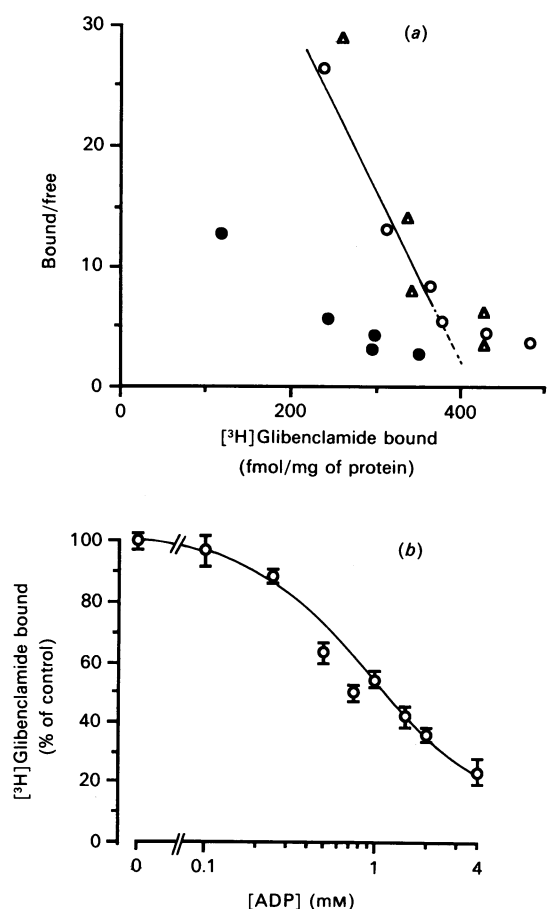 (a)
30
20
10
0
Bound/free
0
200
400
[³H]Glibenclamide bound
(fmol/mg of protein)
(b)
100
80
60
40
20
0
[³H]Glibenclamide bound
(% of control)
0
0.1
1
4
[ADP] (mM)